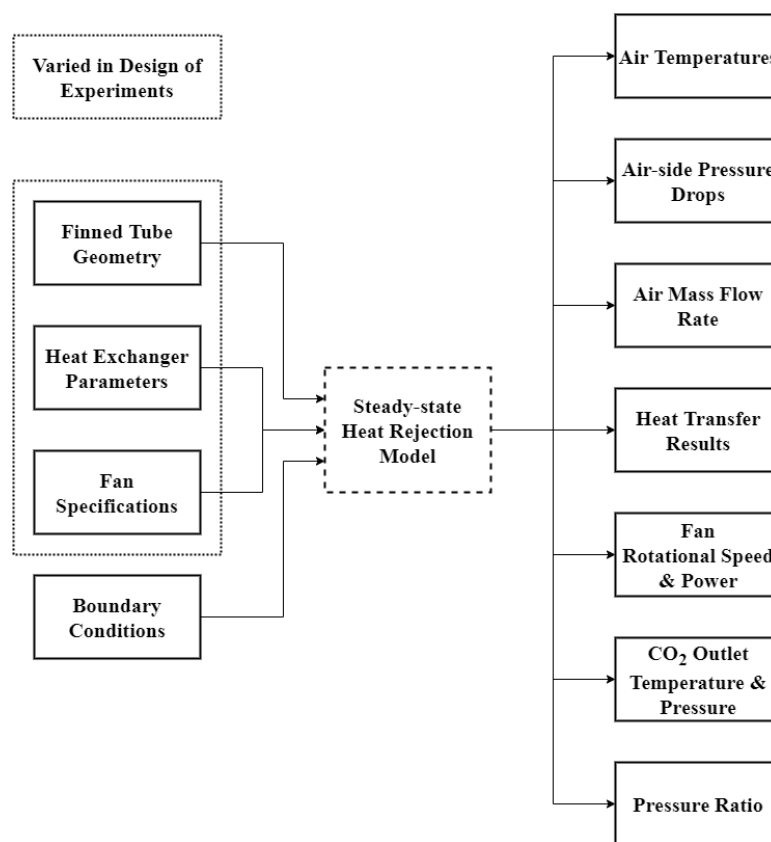 Varied in Design of
Experiments
Finned Tube
Geometry
Heat Exchanger
Parameters
Fan
Specifications
Boundary
Conditions
Steady-state
Heat Rejection
Model
Air Temperatures
Air-side Pressure
Drops
Air Mass Flow
Rate
Heat Transfer
Results
Fan
Rotational Speed
& Power
CO₂ Outlet
Temperature &
Pressure
Pressure Ratio